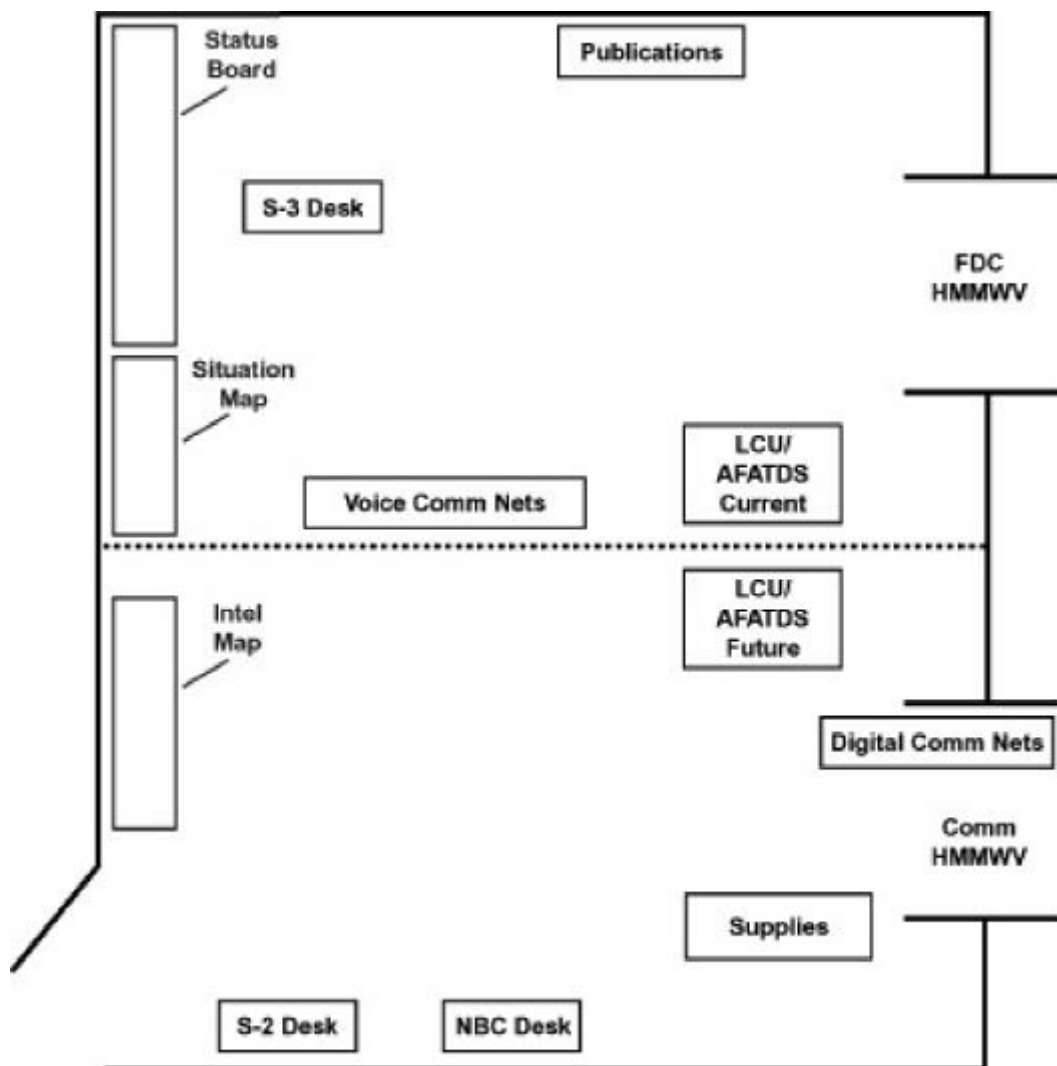 Status
Board
Publications
S-3 Desk
FDC
HMMWV
Situation
Map
LCU/
AFATDS
Current
Voice Comm Nets
LCU/
AFATDS
Future
Intel
Map
Digital Comm Nets
Comm
HMMWV
Supplies
S-2 Desk
NBC Desk